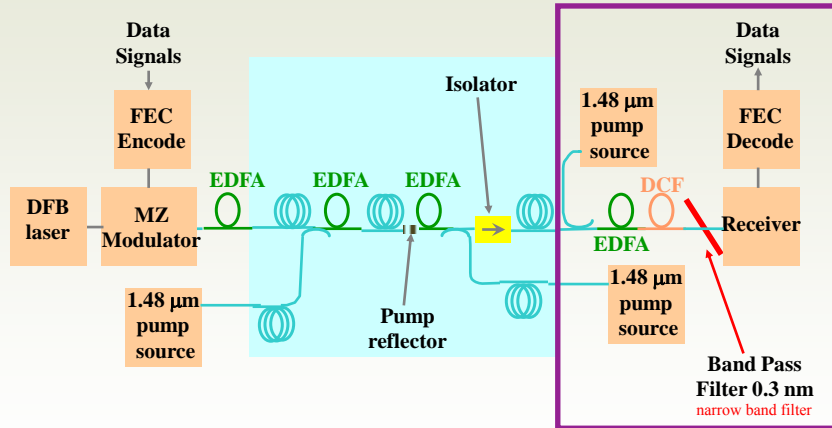 Data
Signals
FEC
Encode
DFB
laser
MZ
Modulator
EDFA
EDFA
EDFA
Isolator
1.48 μm
pump
source
Pump
reflector
1.48 μm
pump
source
EDFA
DCF
1.48 μm
pump
source
Data
Signals
FEC
Decode
Receiver
Band Pass
Filter 0.3 nm
narrow band filter